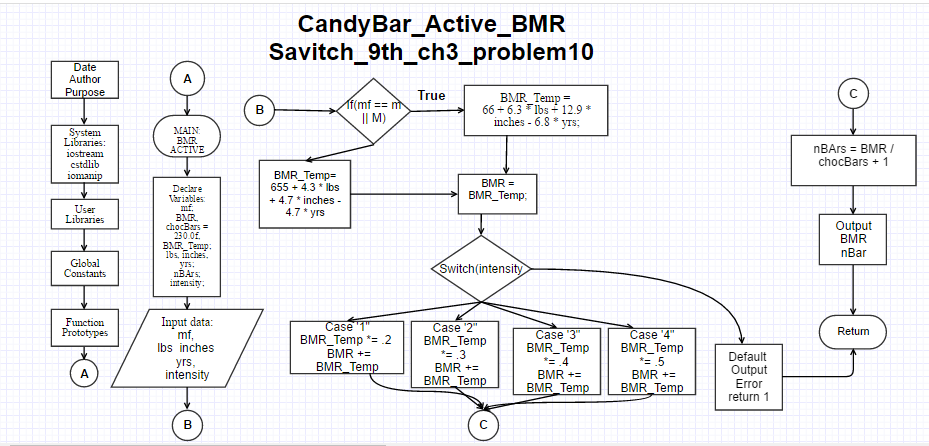 CandyBar_Active_BMR
Savitch_9th_ch3_problem10
Date
Author
Purpose
System
Libraries:
iostream
cstdlib
iomanip
User
Libraries
Global
Constants
Function
Prototypes
A
A
MAIN:
BMR
ACTIVE
Declare
Variables:
mf,
BMR,
chocBars =
230.0f,
BMR_Temp;
lbs, inches,
yrs;
nBArs;
intensity;
Input data:
mf,
lbs inches
yrs,
intensity
B
B
If(mf == m
|| M)
True
BMR_Temp =
66 + 6.3 * lbs + 12.9 *
inches - 6.8 * yrs;
BMR_Temp=
655 + 4.3 * lbs
+ 4.7 * inches -
4.7 * yrs
BMR =
BMR_Temp;
Switch(intensity
Case '1"
BMR_Temp *= .2
BMR +=
BMR_Temp
Case '2"
BMR_Temp
*= .3
BMR +=
BMR_Temp
Case '3"
BMR_Temp
*= .4
BMR +=
BMR_Temp
Case '4"
BMR_Temp
*= .5
BMR +=
BMR_Temp
Default
Output
Error
return 1
C
C
nBArs = BMR /
chocBars + 1
Output
BMR
nBar
Return